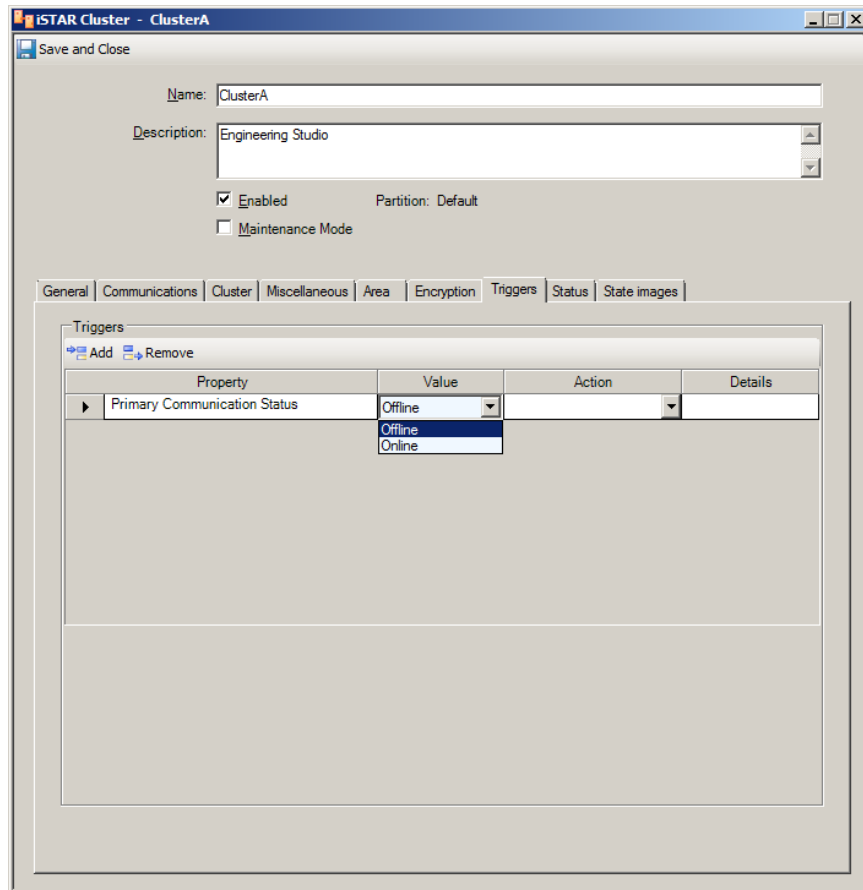 iSTAR Cluster - ClusterA
Save and Close
Name: ClusterA
Description: Engineering Studio
Enabled Partition: Default
Maintenance Mode
General Communications Cluster Miscellaneous Area Encryption Triggers Status State images
Triggers
Add Remove
Property Value Action Details
Primary Communication Status Offline
Offline
Online